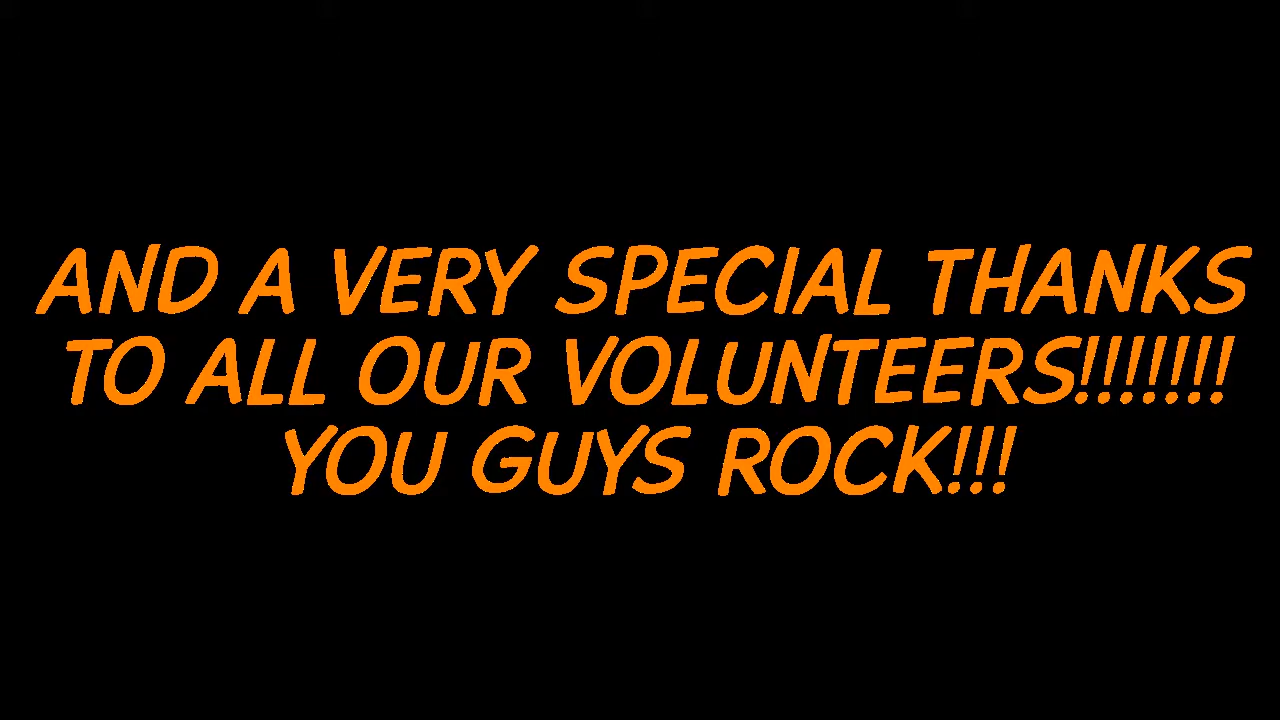 AND A VERY SPECIAL THANKS
TO ALL OUR VOLUNTEERS!!!!!!!
YOU GUYS ROCK!!!